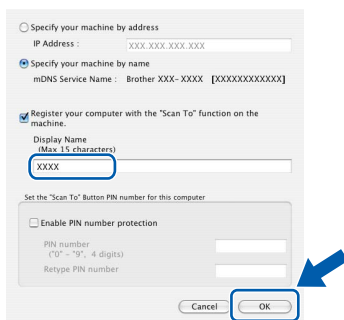 Specify your machine by address
IP Address : XXX.XXX.XXX.XXX
Specify your machine by name
mDNS Service Name : Brother XXX-XXXX [XXXXXXXXXXXX]
Register your computer with the "Scan To" function on the
machine.
Display Name
(Max 15 characters)
XXXX
Set the "Scan To" Button PIN number for this computer
Enable PIN number protection
PIN number
("0" - "9", 4 digits)
Retype PIN number
Cancel OK